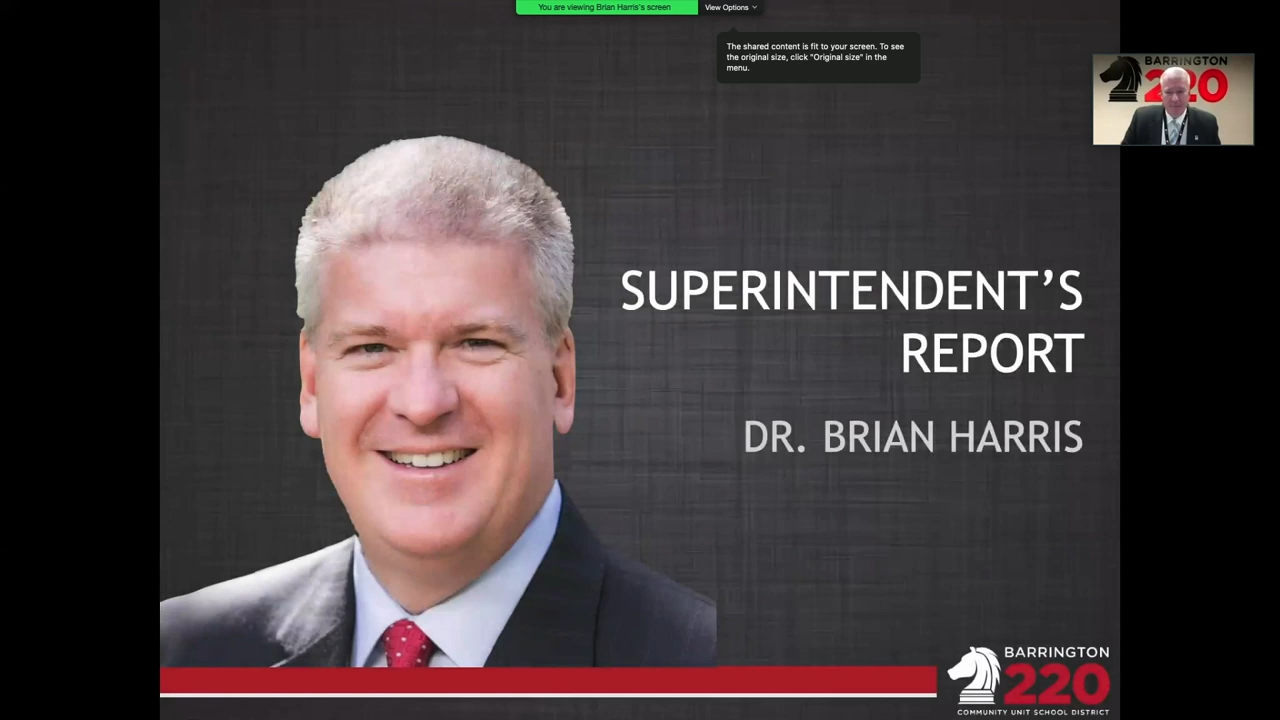 You are viewing Brian Harris's screen
View Options
The shared content is fit to your screen. To see
the original size, click "Original size" in the
menu.
BARRINGTON
220
SUPERINTENDENT’S
REPORT
DR. BRIAN HARRIS
BARRINGTON
220
COMMUNITY UNIT SCHOOL DISTRICT